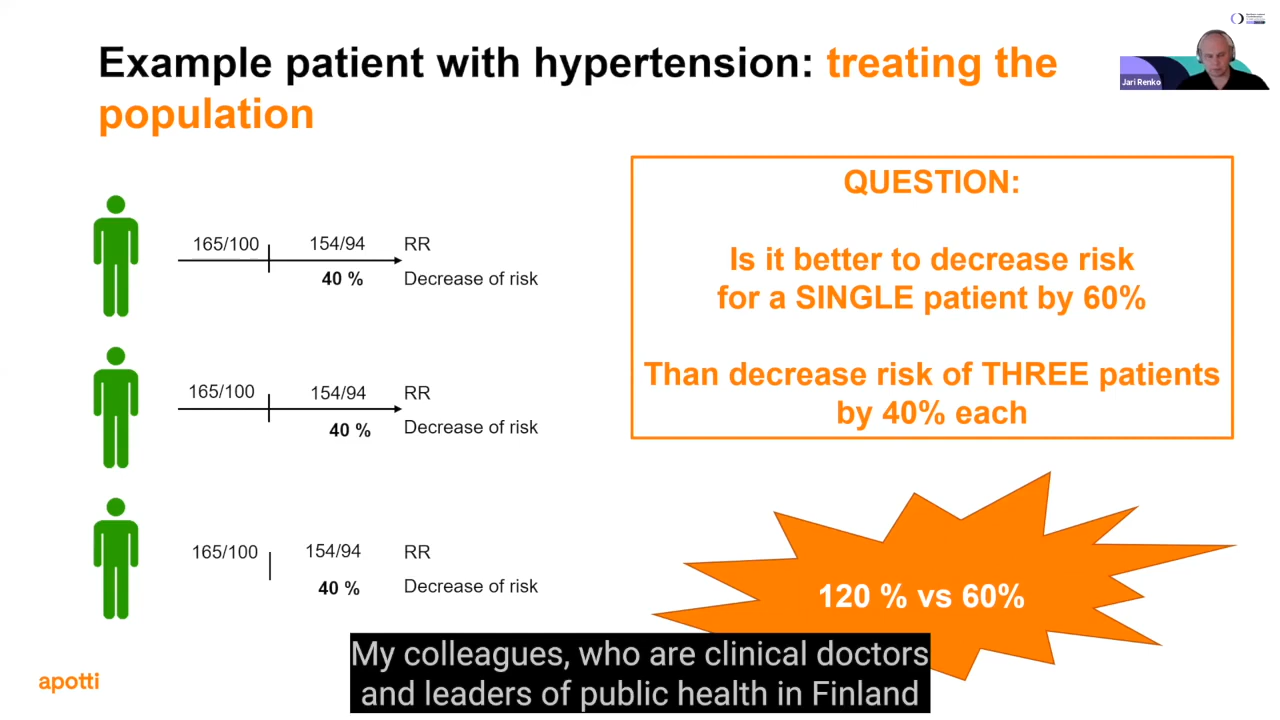 Example patient with hypertension: treating the
population
Jari Renko
165/100 154/94 RR
40 % Decrease of risk
165/100 154/94 RR
40 % Decrease of risk
165/100 154/94 RR
40 % Decrease of risk
QUESTION:
Is it better to decrease risk
for a SINGLE patient by 60%
Than decrease risk of THREE patients
by 40% each
120 % vs 60%
My colleagues, who are clinical doctors
and leaders of public health in Finland
apotti